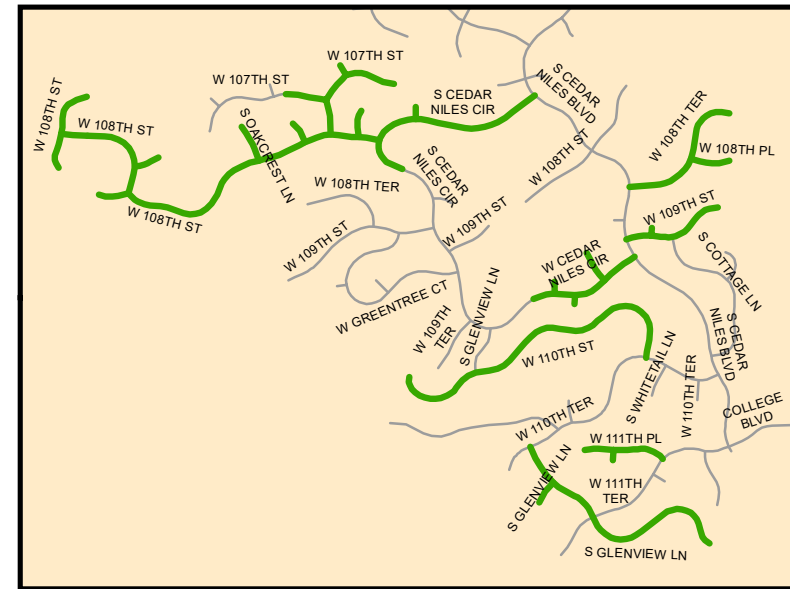 W 107TH ST
W 107TH ST
S CEDAR
NILES CIR
S CEDAR
NILES BLVD
W 108TH ST
W 108TH ST
S OAKCREST LN
W 108TH ST
W 108TH TER
W 108TH PL
S CEDAR
NILES CIR
W 108TH ST
W 108TH TER
W 109TH ST
W 109TH ST
W 109TH ST
S COTTAGE LN
W CEDAR
NILES CIR
W GREENTREE CT
W 109TH
TER
S GLENVIEW LN
S CEDAR
NILES BLVD
W 110TH ST
S WHITETAIL LN
W 110TH TER
COLLEGE
BLVD
W 110TH TER
W 111TH PL
S GLENVIEW LN
W 111TH
TER
S GLENVIEW LN